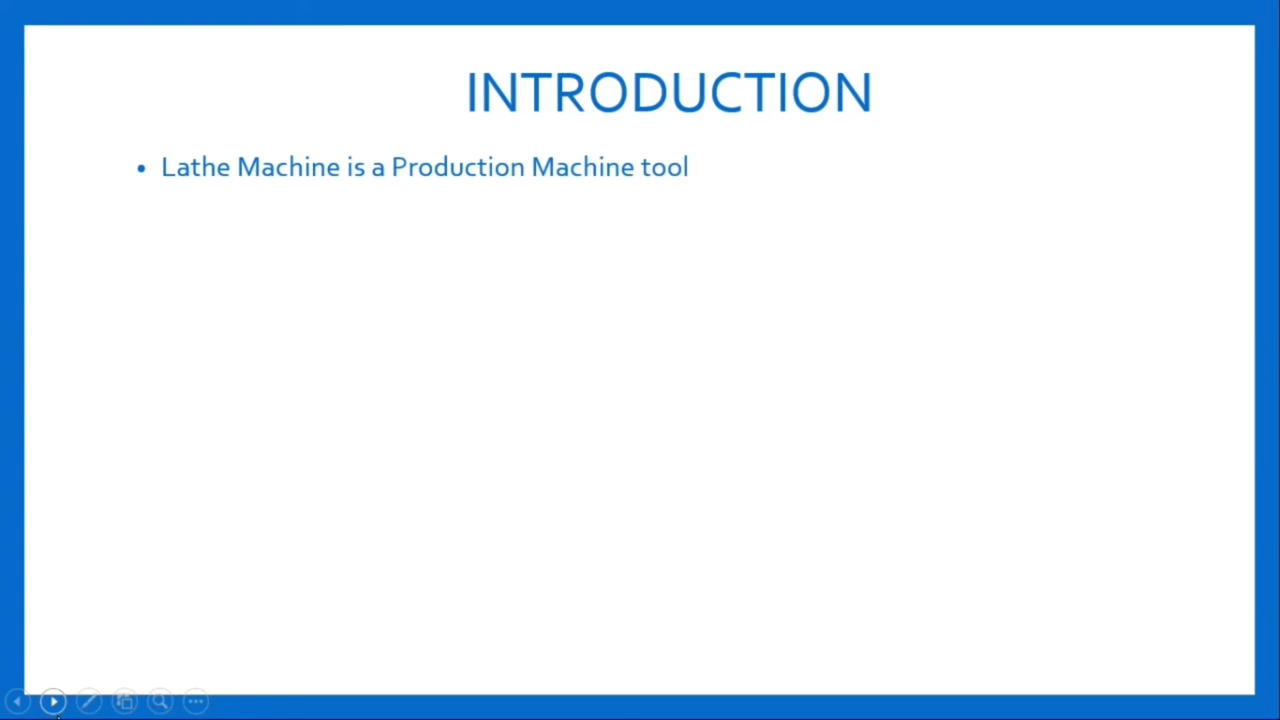 INTRODUCTION
• Lathe Machine is a Production Machine tool